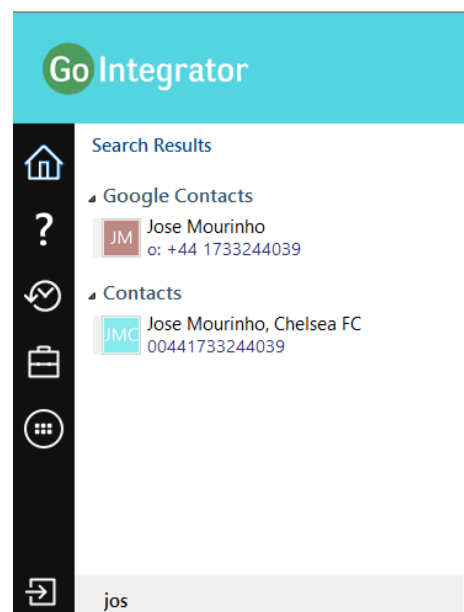 Go Integrator
Search Results
Google Contacts
JM
Jose Mourinho
o: +44 1733244039
?
Contacts
JMC
Jose Mourinho, Chelsea FC
00441733244039
jos